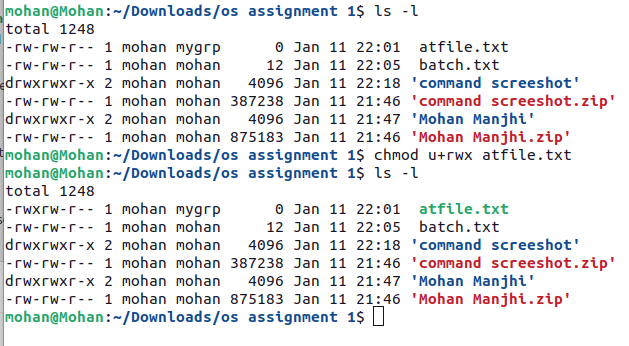 mohan@Mohan:~/Downloads/os assignment 1$ ls -l
total 1248
-rw-rw-r-- 1 mohan mygrp      0 Jan 11 22:01  atfile.txt
-rw-rw-r-- 1 mohan mohan     12 Jan 11 22:05  batch.txt
drwxrwxr-x 2 mohan mohan   4096 Jan 11 22:18 'command screeshot'
-rw-rw-r-- 1 mohan mohan 387238 Jan 11 21:46 'command screeshot.zip'
drwxrwxr-x 2 mohan mohan   4096 Jan 11 21:47 'Mohan Manjhi'
-rw-rw-r-- 1 mohan mohan 875183 Jan 11 21:46 'Mohan Manjhi.zip'
mohan@Mohan:~/Downloads/os assignment 1$ chmod u+rwx atfile.txt
mohan@Mohan:~/Downloads/os assignment 1$ ls -l
total 1248
-rwxrw-r-- 1 mohan mygrp      0 Jan 11 22:01  atfile.txt
-rw-rw-r-- 1 mohan mohan     12 Jan 11 22:05  batch.txt
drwxrwxr-x 2 mohan mohan   4096 Jan 11 22:18 'command screeshot'
-rw-rw-r-- 1 mohan mohan 387238 Jan 11 21:46 'command screeshot.zip'
drwxrwxr-x 2 mohan mohan   4096 Jan 11 21:47 'Mohan Manjhi'
-rw-rw-r-- 1 mohan mohan 875183 Jan 11 21:46 'Mohan Manjhi.zip'
mohan@Mohan:~/Downloads/os assignment 1$